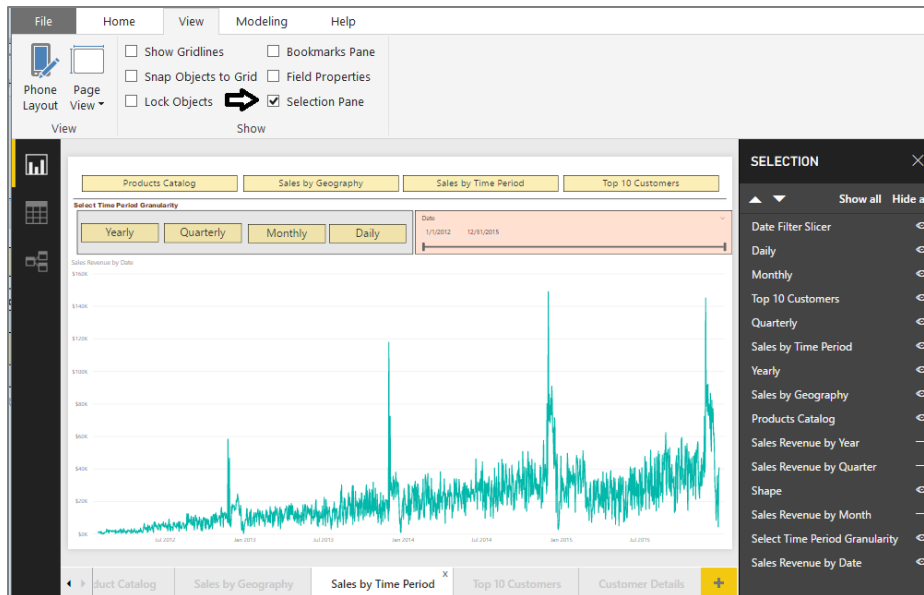 File Home View Modeling Help
Show Gridlines Bookmarks Pane
Snap Objects to Grid Field Properties
Lock Objects Selection Pane
Phone Layout
Page View
View Show
Products Catalog Sales by Geography Sales by Time Period Top 10 Customers
Select Time Period Granularity
Yearly Quarterly Monthly Daily
Date
1/1/2012 12/31/2015
Sales Revenue by Date
$160K
$140K
$120K
$100K
$80K
$60K
$40K
$20K
$0K
Jul 2012 Jan 2013 Jul 2013 Jan 2014 Jul 2014 Jan 2015 Jul 2015
SELECTION
Show all Hide a
Date Filter Slicer
Daily
Monthly
Top 10 Customers
Quarterly
Sales by Time Period
Yearly
Sales by Geography
Products Catalog
Sales Revenue by Year
Sales Revenue by Quarter
Shape
Sales Revenue by Month
Select Time Period Granularity
Sales Revenue by Date
duct Catalog Sales by Geography Sales by Time Period x Top 10 Customers Customer Details +